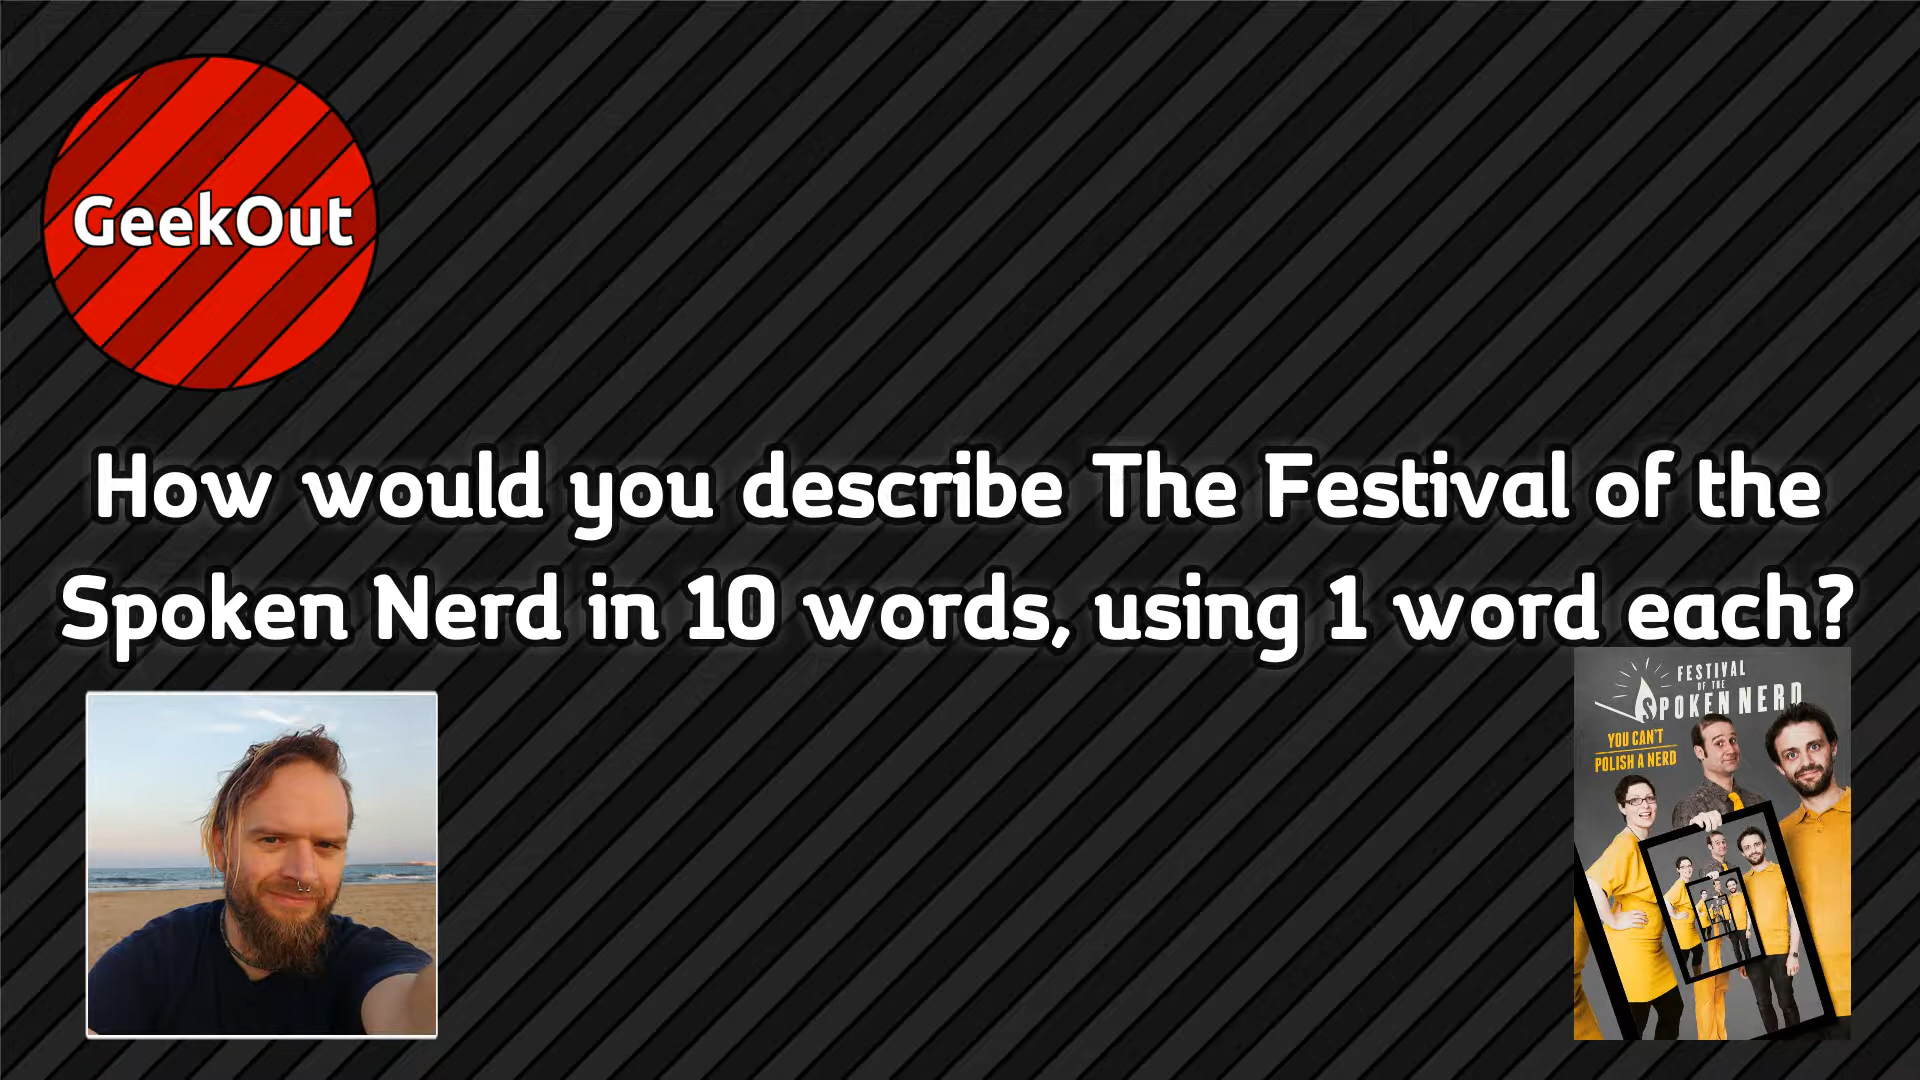 GeekOut
How would you describe The Festival of the
Spoken Nerd in 10 words, using 1 word each?
FESTIVAL
OF THE
SPOKEN NERD
YOU CAN'T
POLISH A NERD